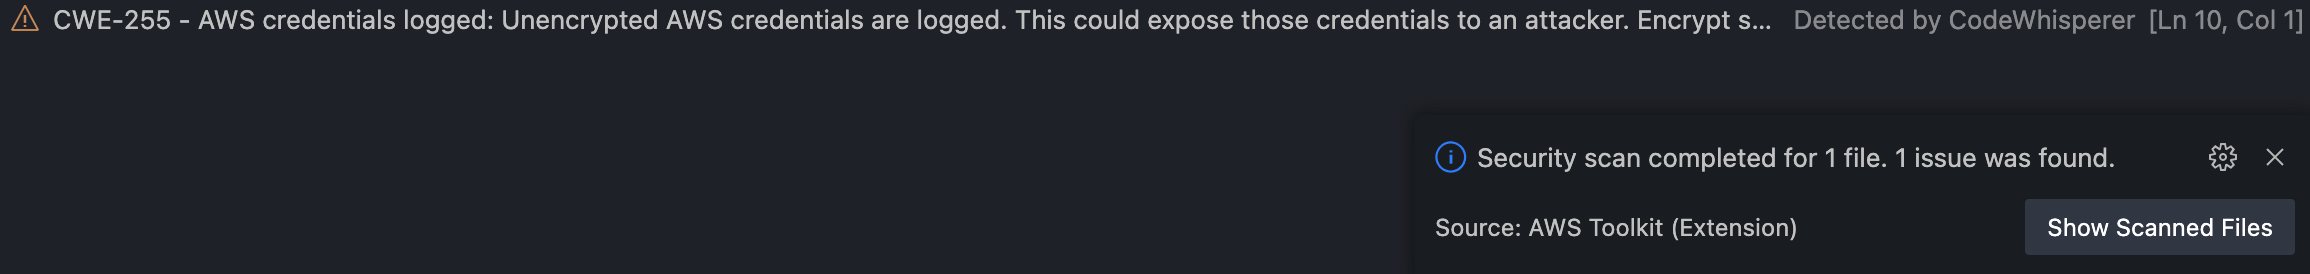 CWE-255 - AWS credentials logged: Unencrypted AWS credentials are logged. This could expose those credentials to an attacker. Encrypt s... Detected by CodeWhisperer [Ln 10, Col 1]
Security scan completed for 1 file. 1 issue was found.
Source: AWS Toolkit (Extension)
Show Scanned Files